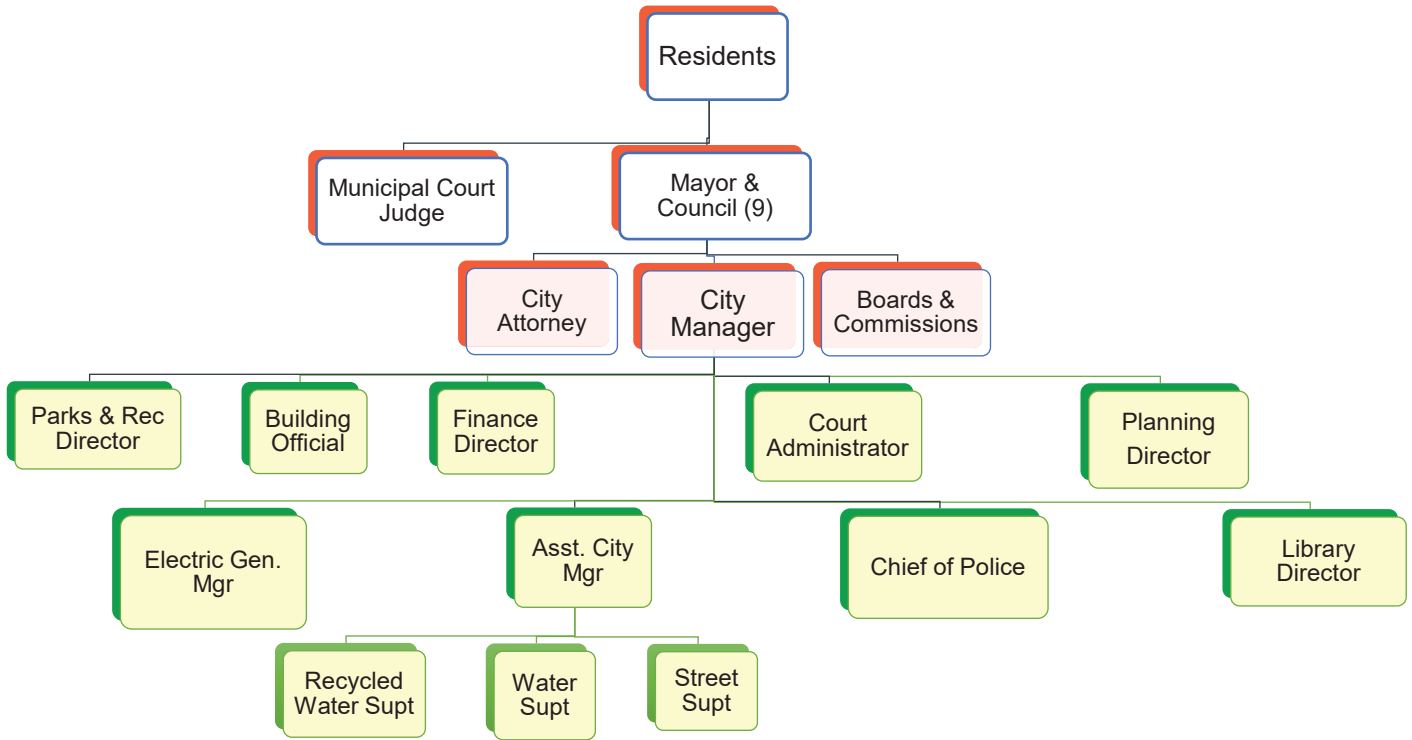 Residents
Municipal Court
Judge
Mayor &
Council (9)
City
Attorney
City
Manager
Boards &
Commissions
Parks & Rec
Director
Building
Official
Finance
Director
Court
Administrator
Planning
Director
Electric Gen.
Mgr
Asst. City
Mgr
Chief of Police
Library
Director
Recycled
Water Supt
Water
Supt
Street
Supt